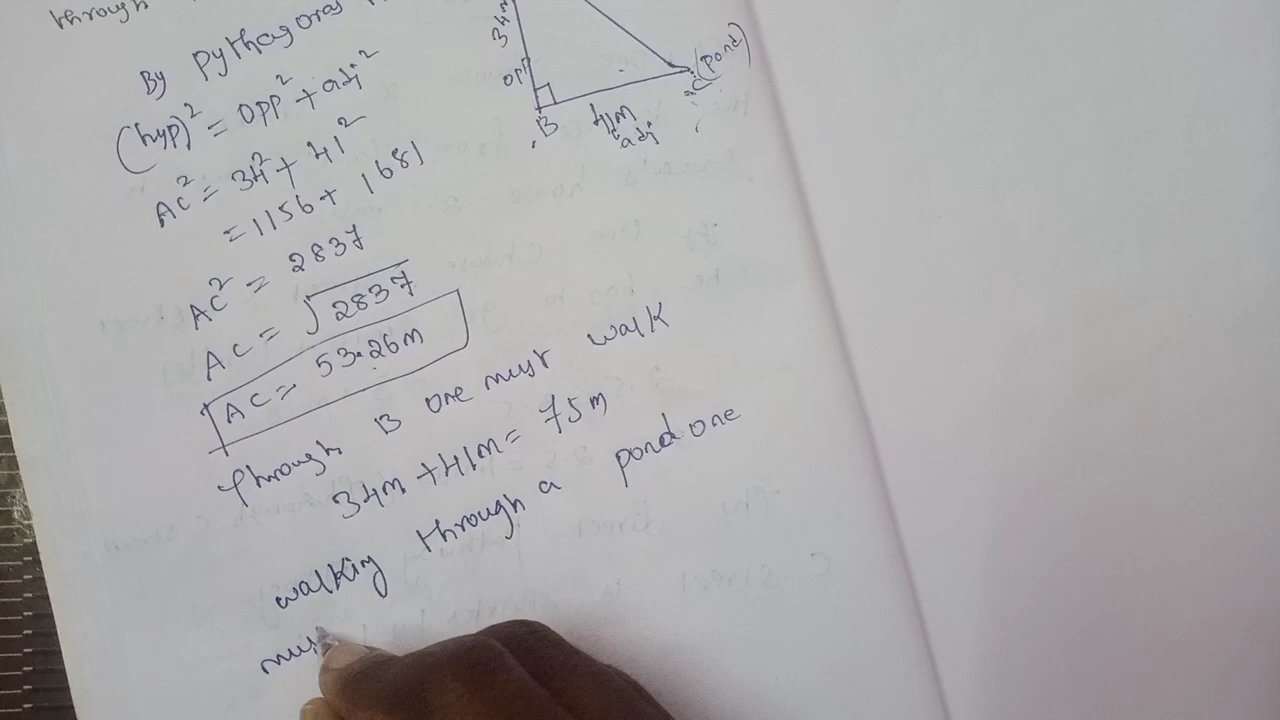 through
By Pythagoras
(hyp)² = opp² + adj²
AC² = 34² + 41²
= 1156 + 1681
AC² = 2837
AC = √2837
AC = 53.26m
through B one must walk
34m + 41m = 75m
walking through a pond one
mus
34m
opp
B
41m
adj
C (pond)